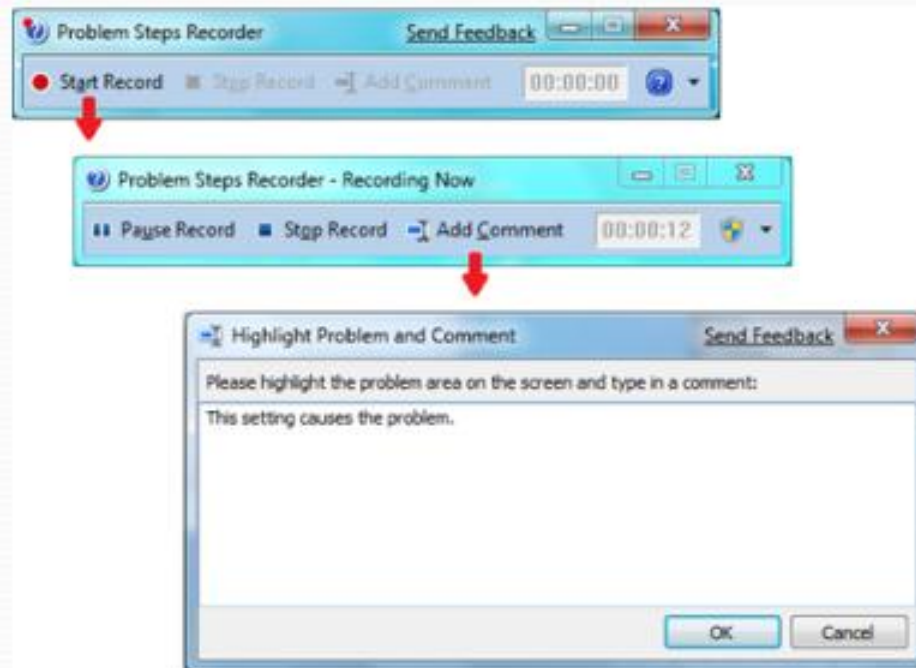 Problem Steps Recorder Send Feedback
Start Record Stop Record Add Comment 00:00:00
Problem Steps Recorder - Recording Now
Pause Record Stop Record Add Comment 00:00:12
Highlight Problem and Comment Send Feedback
Please highlight the problem area on the screen and type in a comment:
This setting causes the problem.
OK Cancel